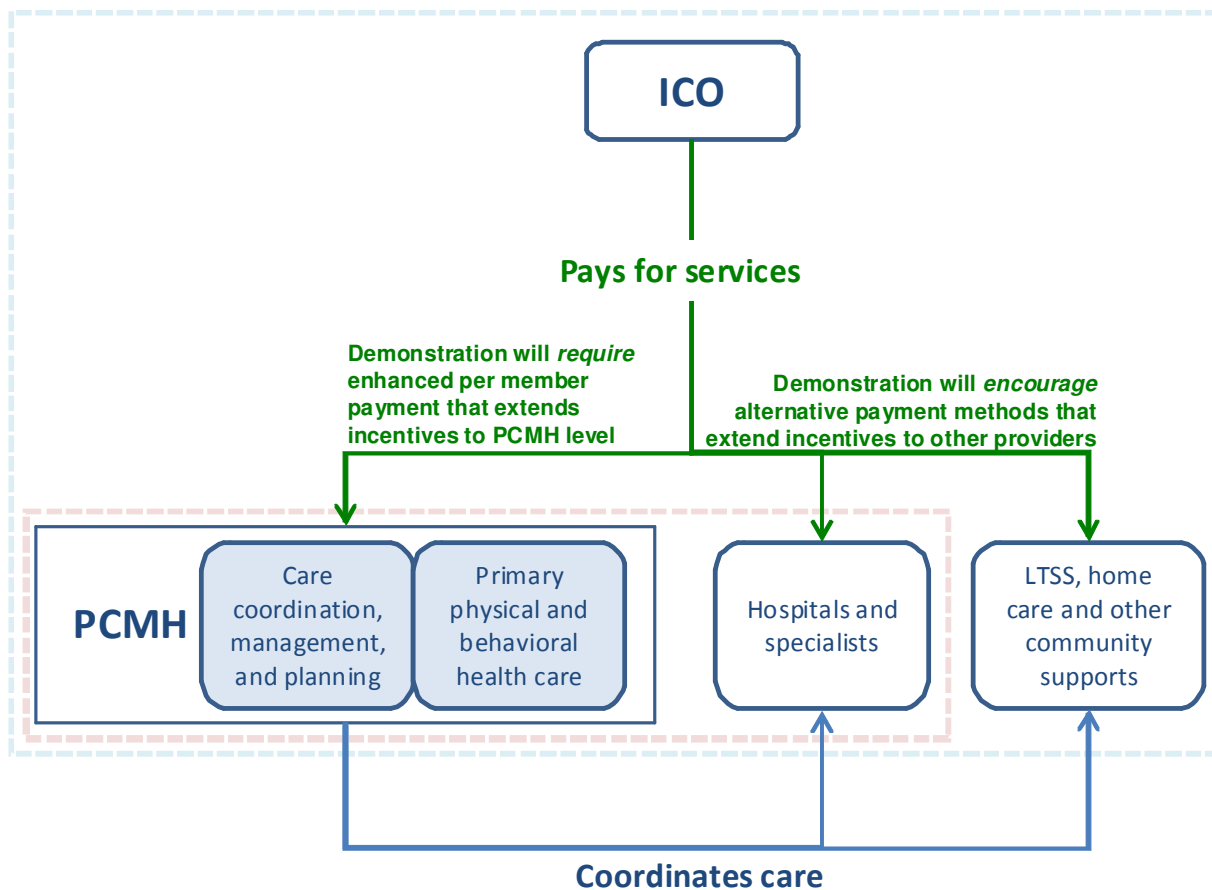 ICO
Pays for services
Demonstration will require
enhanced per member
payment that extends
incentives to PCMH level
Demonstration will encourage
alternative payment methods that
extend incentives to other providers
PCMH
Care
coordination,
management,
and planning
Primary
physical and
behavioral
health care
Hospitals and
specialists
LTSS, home
care and other
community
supports
Coordinates care